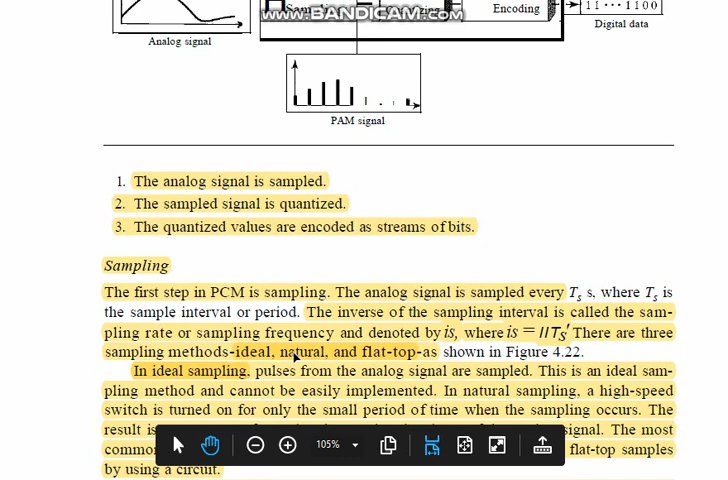 www.BANDICAM.com
Encoding
11···1100
Analog signal
Digital data
PAM signal
1. The analog signal is sampled.
2. The sampled signal is quantized.
3. The quantized values are encoded as streams of bits.
Sampling
The first step in PCM is sampling. The analog signal is sampled every Ts s, where Ts is
the sample interval or period. The inverse of the sampling interval is called the sam-
pling rate or sampling frequency and denoted by is, where is = //TS' There are three
sampling methods-ideal, natural, and flat-top-as shown in Figure 4.22.
In ideal sampling, pulses from the analog signal are sampled. This is an ideal sam-
pling method and cannot be easily implemented. In natural sampling, a high-speed
switch is turned on for only the small period of time when the sampling occurs. The
result is signal. The most
flat-top samples
105%
by using a circuit.